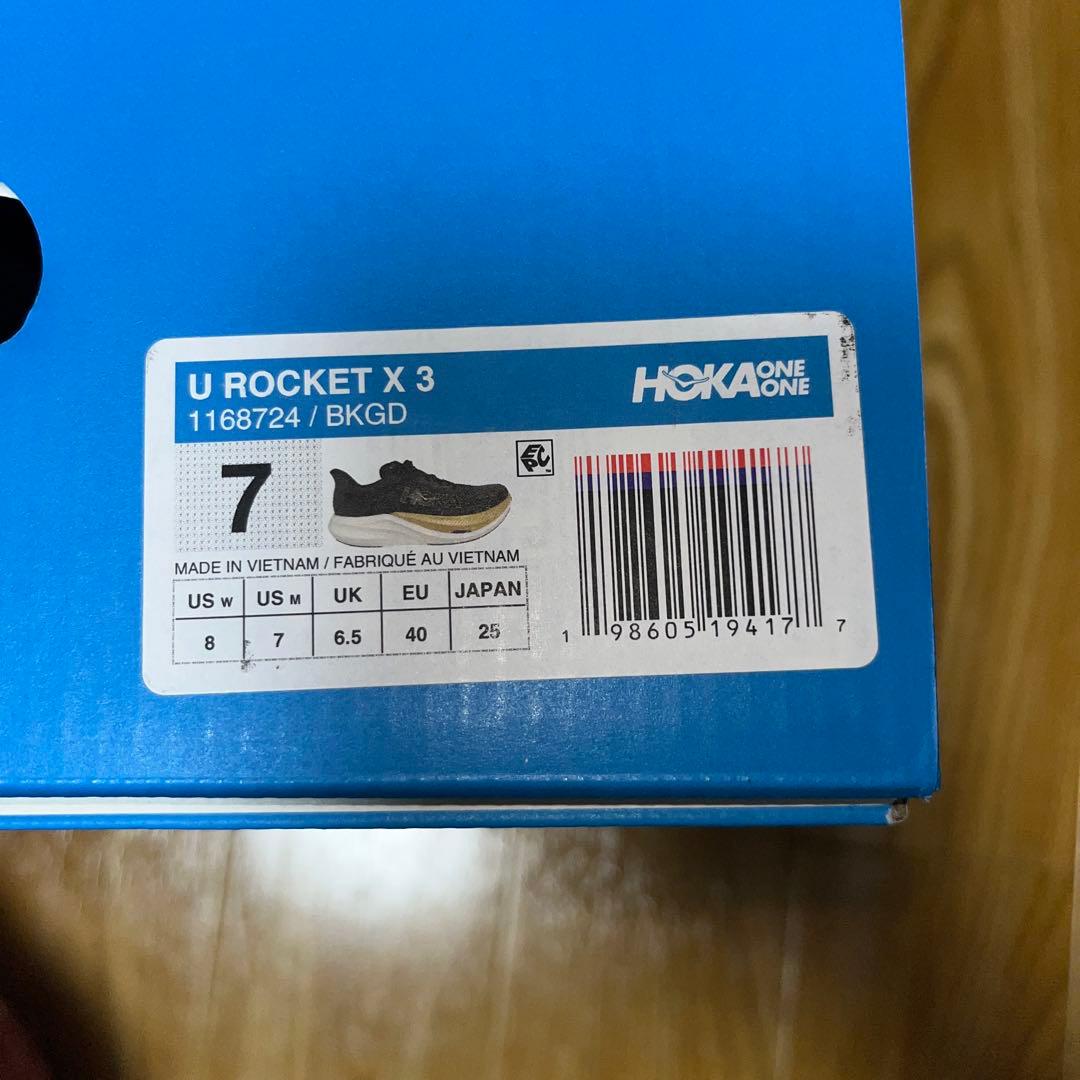 U ROCKET X 3
1168724 / BKGD
HOKA ONE ONE
7
EPC
MADE IN VIETNAM / FABRIQUÉ AU VIETNAM
US W US M UK EU JAPAN
8 7 6.5 40 25
1 98605 19417 7